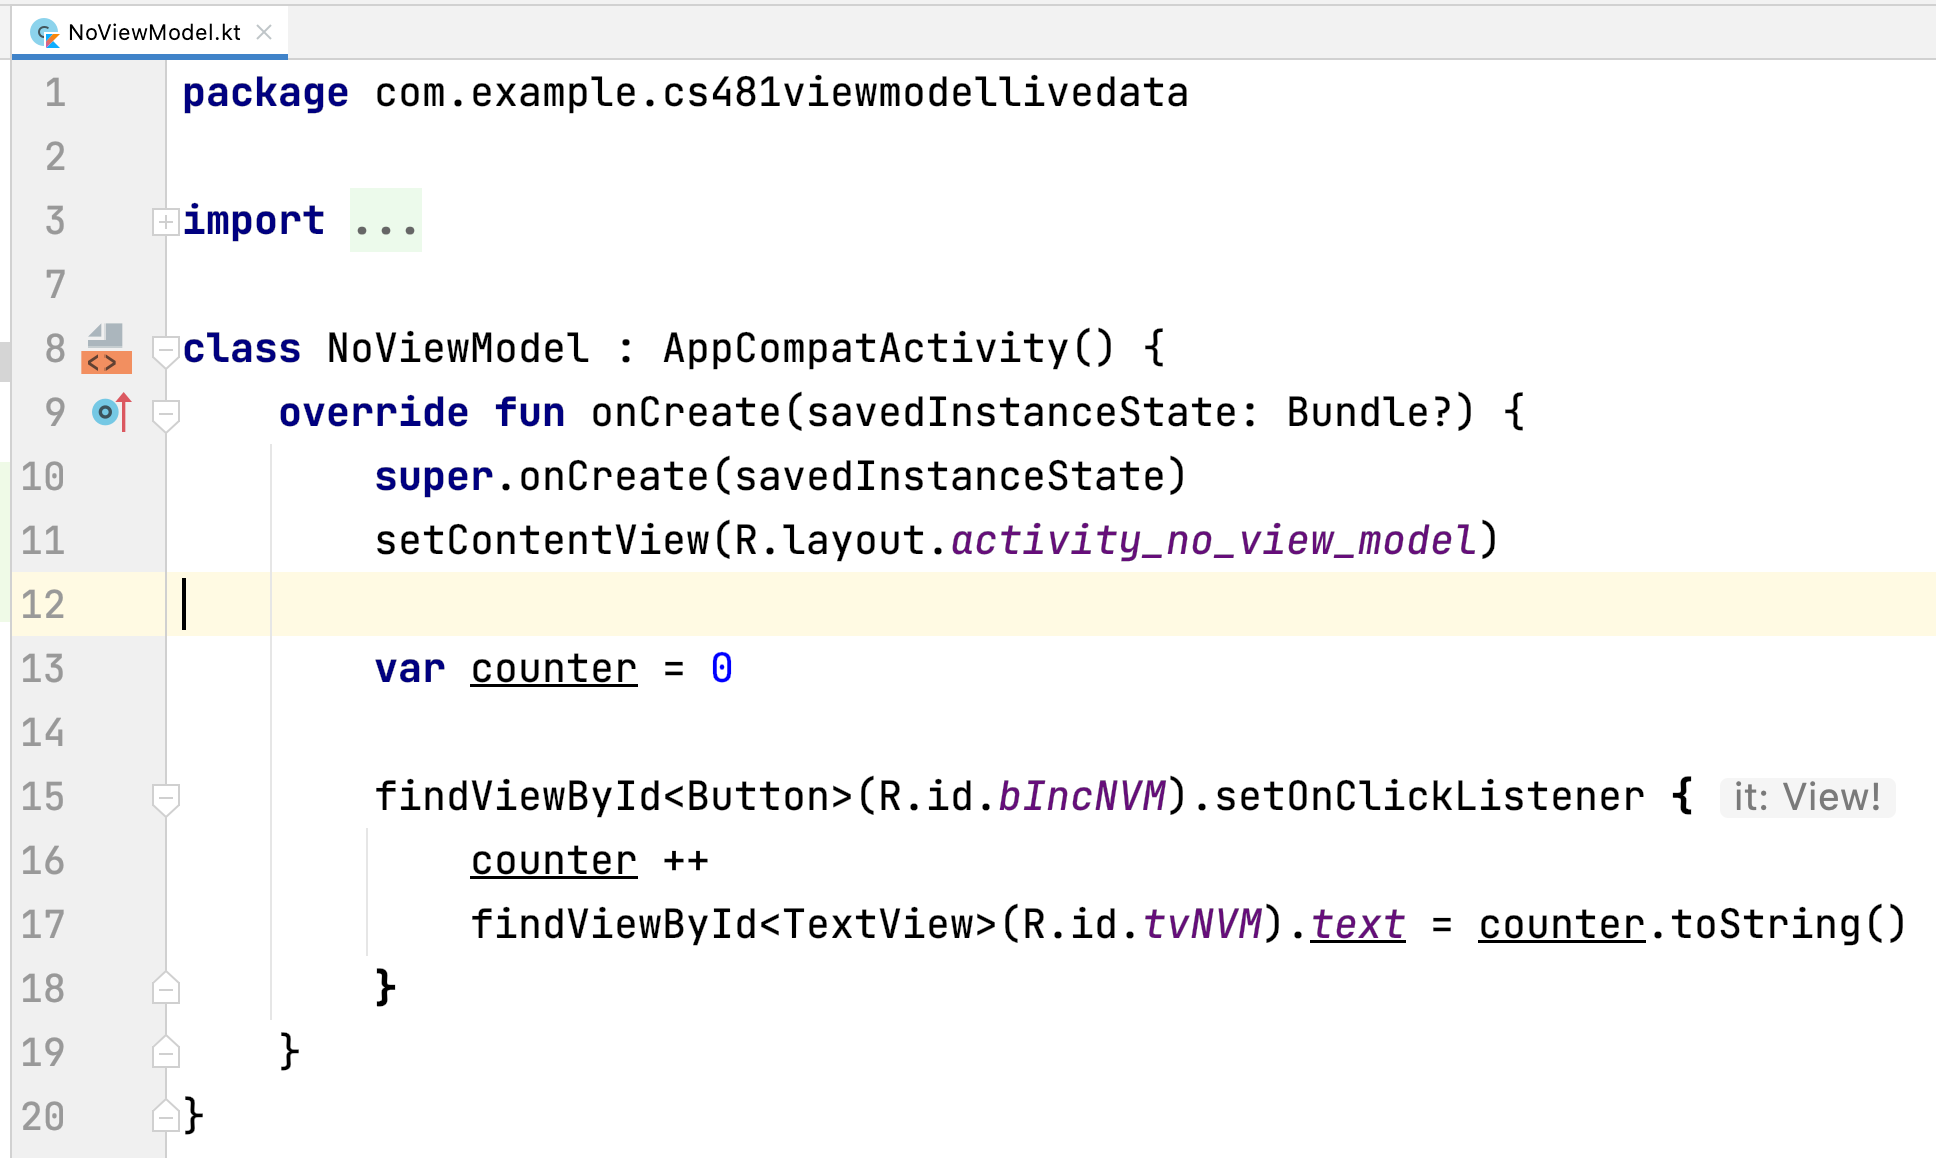 NoViewModel.kt
1 package com.example.cs481viewmodellivedata
2
3 import ...
7
8 class NoViewModel : AppCompatActivity() {
9 override fun onCreate(savedInstanceState: Bundle?) {
10 super.onCreate(savedInstanceState)
11 setContentView(R.layout.activity_no_view_model)
12
13 var counter = 0
14
15 findViewById<Button>(R.id.bIncNVM).setOnClickListener { it: View!
16 counter ++
17 findViewById<TextView>(R.id.tvNVM).text = counter.toString()
18 }
19 }
20 }